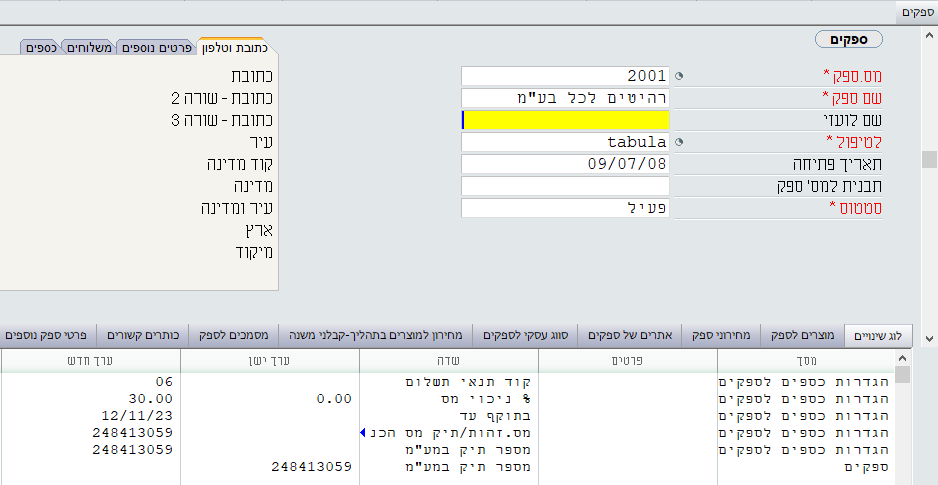 ספקים
ספקים
מס.ספק * 2001
שם ספק * רהיטים לכל בע"מ
שם לועזי
לטיפול * tabula
תאריך פתיחה 09/07/08
תבנית למס' ספק
סטטוס * פעיל
כתובת וטלפון פרטים נוספים משלוחים כספים
כתובת
כתובת - שורה 2
כתובת - שורה 3
עיר
קוד מדינה
מדינה
עיר ומדינה
ארץ
מיקוד
לוג שינויים מוצרים לספק מחירוני ספק אתרים של ספקים סווג עסקי לספקים מחירון למוצרים בתהליך-קבלני משנה מסמכים לספק כותרים קשורים פרטי ספק נוספים
מסך פרטים שדה ערך ישן ערך חדש
הגדרות כספים לספקים קוד תנאי תשלום 06
הגדרות כספים לספקים % ניכוי מס 0.00 30.00
הגדרות כספים לספקים בתוקף עד 12/11/23
הגדרות כספים לספקים מס.זהות/תיק מס הכנ 248413059
הגדרות כספים לספקים מספר תיק במע"מ 248413059
ספקים מספר תיק במע"מ 248413059